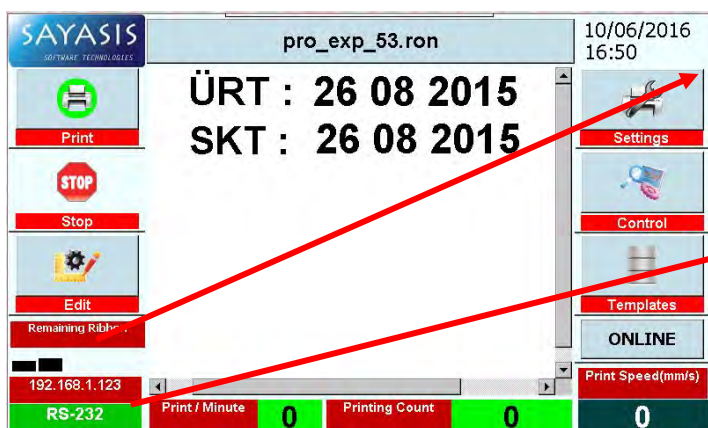 SAYASIS
SOFTWARE TECHNOLOGIES
pro_exp_53.ron
10/06/2016
16:50
ÜRT : 26 08 2015
SKT : 26 08 2015
Print
STOP
Stop
Edit
Remaining
192.168.1.123
RS-232
Settings
Control
Templates
ONLINE
Print Speed(mm/s)
0
Print / Minute
0
Printing Count
0